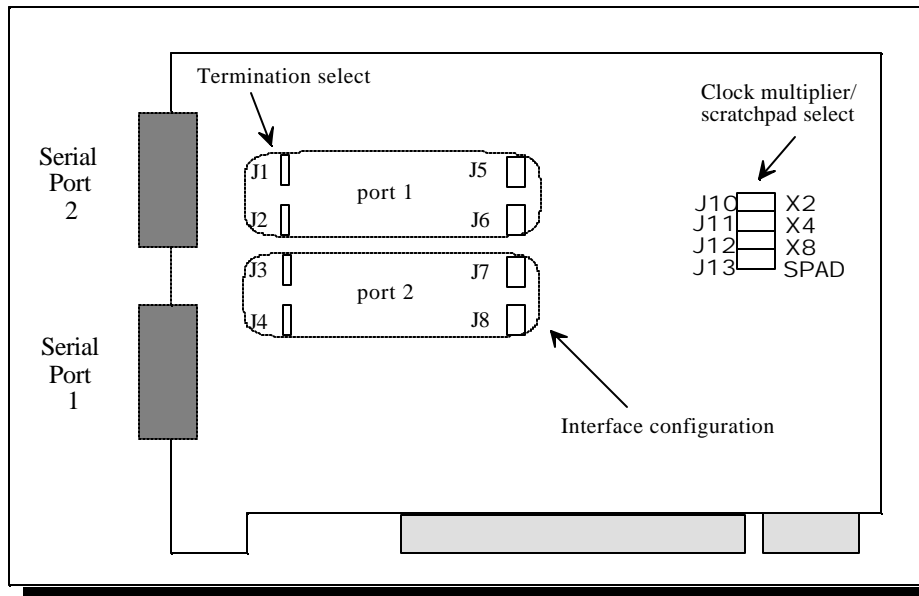 Termination select
Clock multiplier/
scratchpad select
Serial
Port
2
J1
J5
port 1
J2
J6
J3
J7
port 2
J4
J8
J10 X2
J11 X4
J12 X8
J13 SPAD
Serial
Port
1
Interface configuration